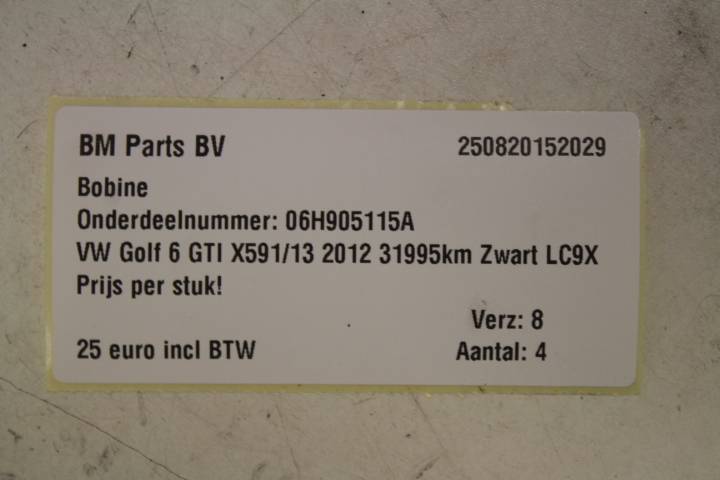 BM Parts BV 250820152029
Bobine
Onderdeelnummer: 06H905115A
VW Golf 6 GTI X591/13 2012 31995km Zwart LC9X
Prijs per stuk!
Verz: 8
25 euro incl BTW Aantal: 4